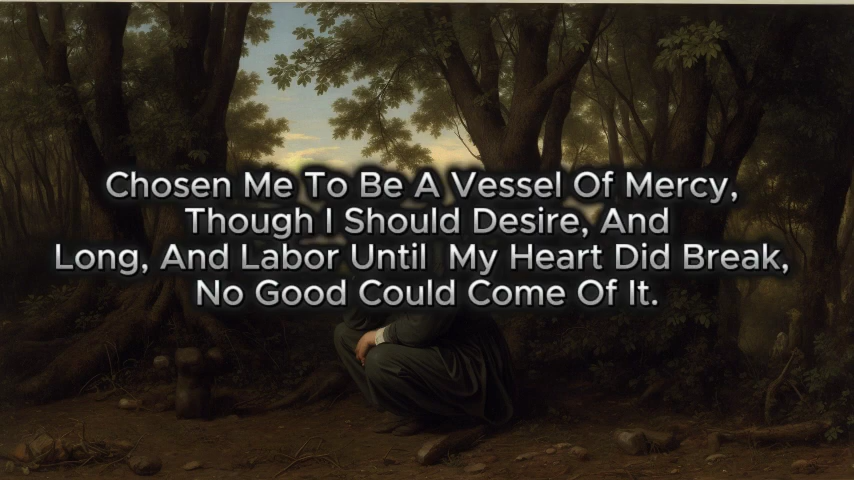 Chosen Me To Be A Vessel Of Mercy,
Though I Should Desire, And
Long, And Labor Until  My Heart Did Break,
No Good Could Come Of It.